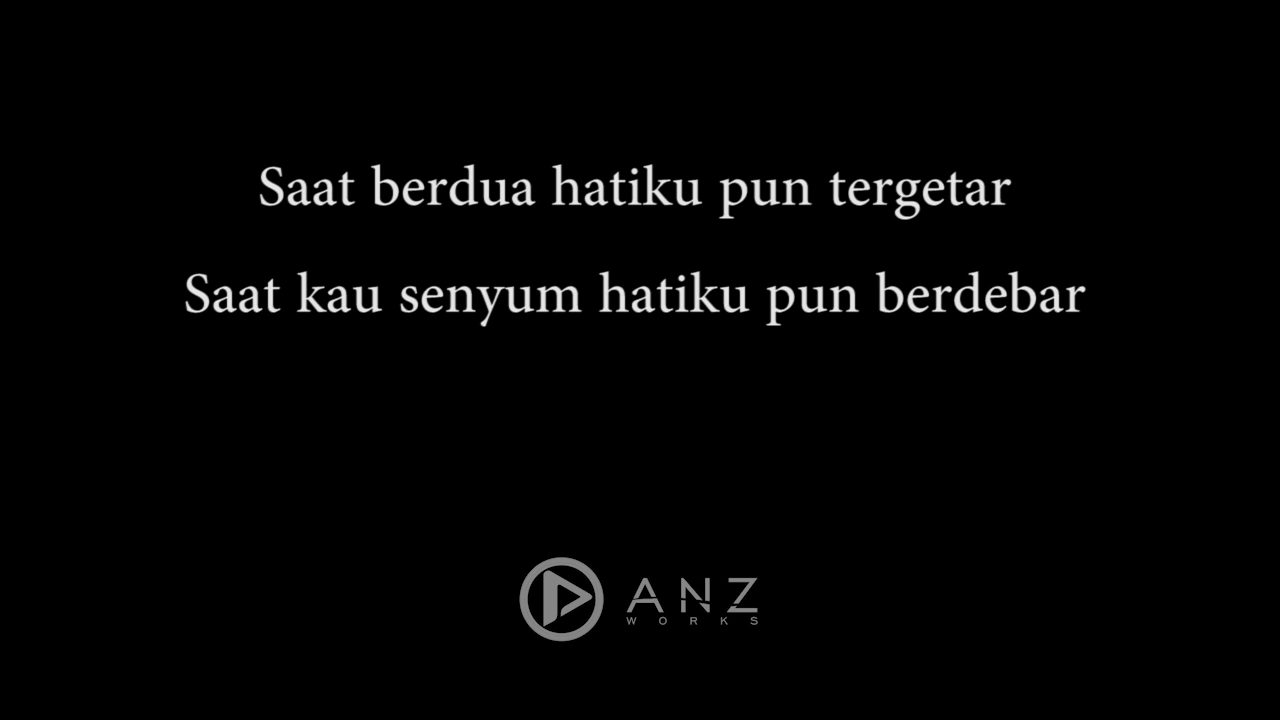 Saat berdua hatiku pun tergetar
Saat kau senyum hatiku pun berdebar
ANZ
WORKS